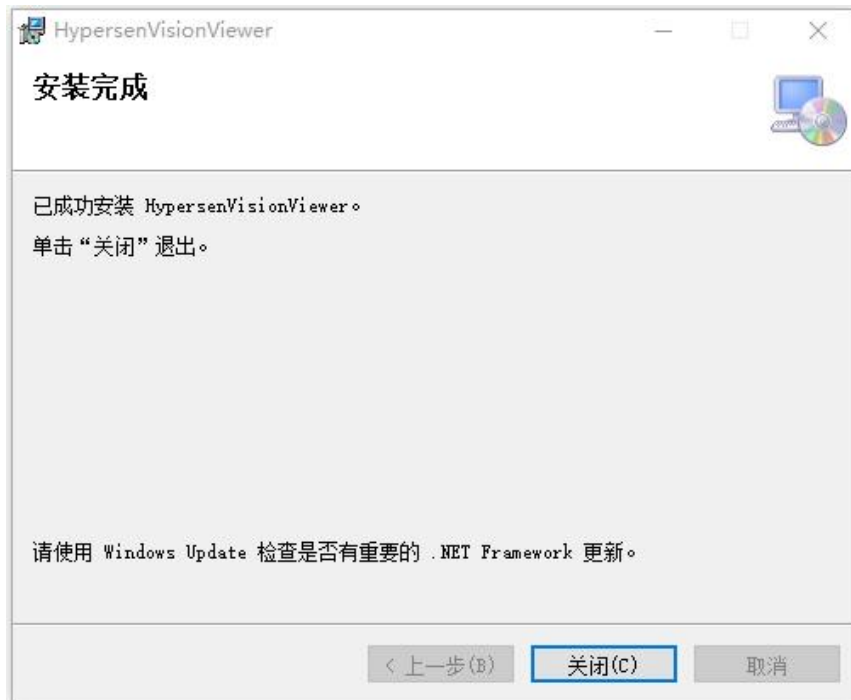 HypersenVisionViewer
安装完成
已成功安装 HypersenVisionViewer。
单击“关闭”退出。
请使用 Windows Update 检查是否有重要的 .NET Framework 更新。
< 上一步(B)
关闭(C)
取消